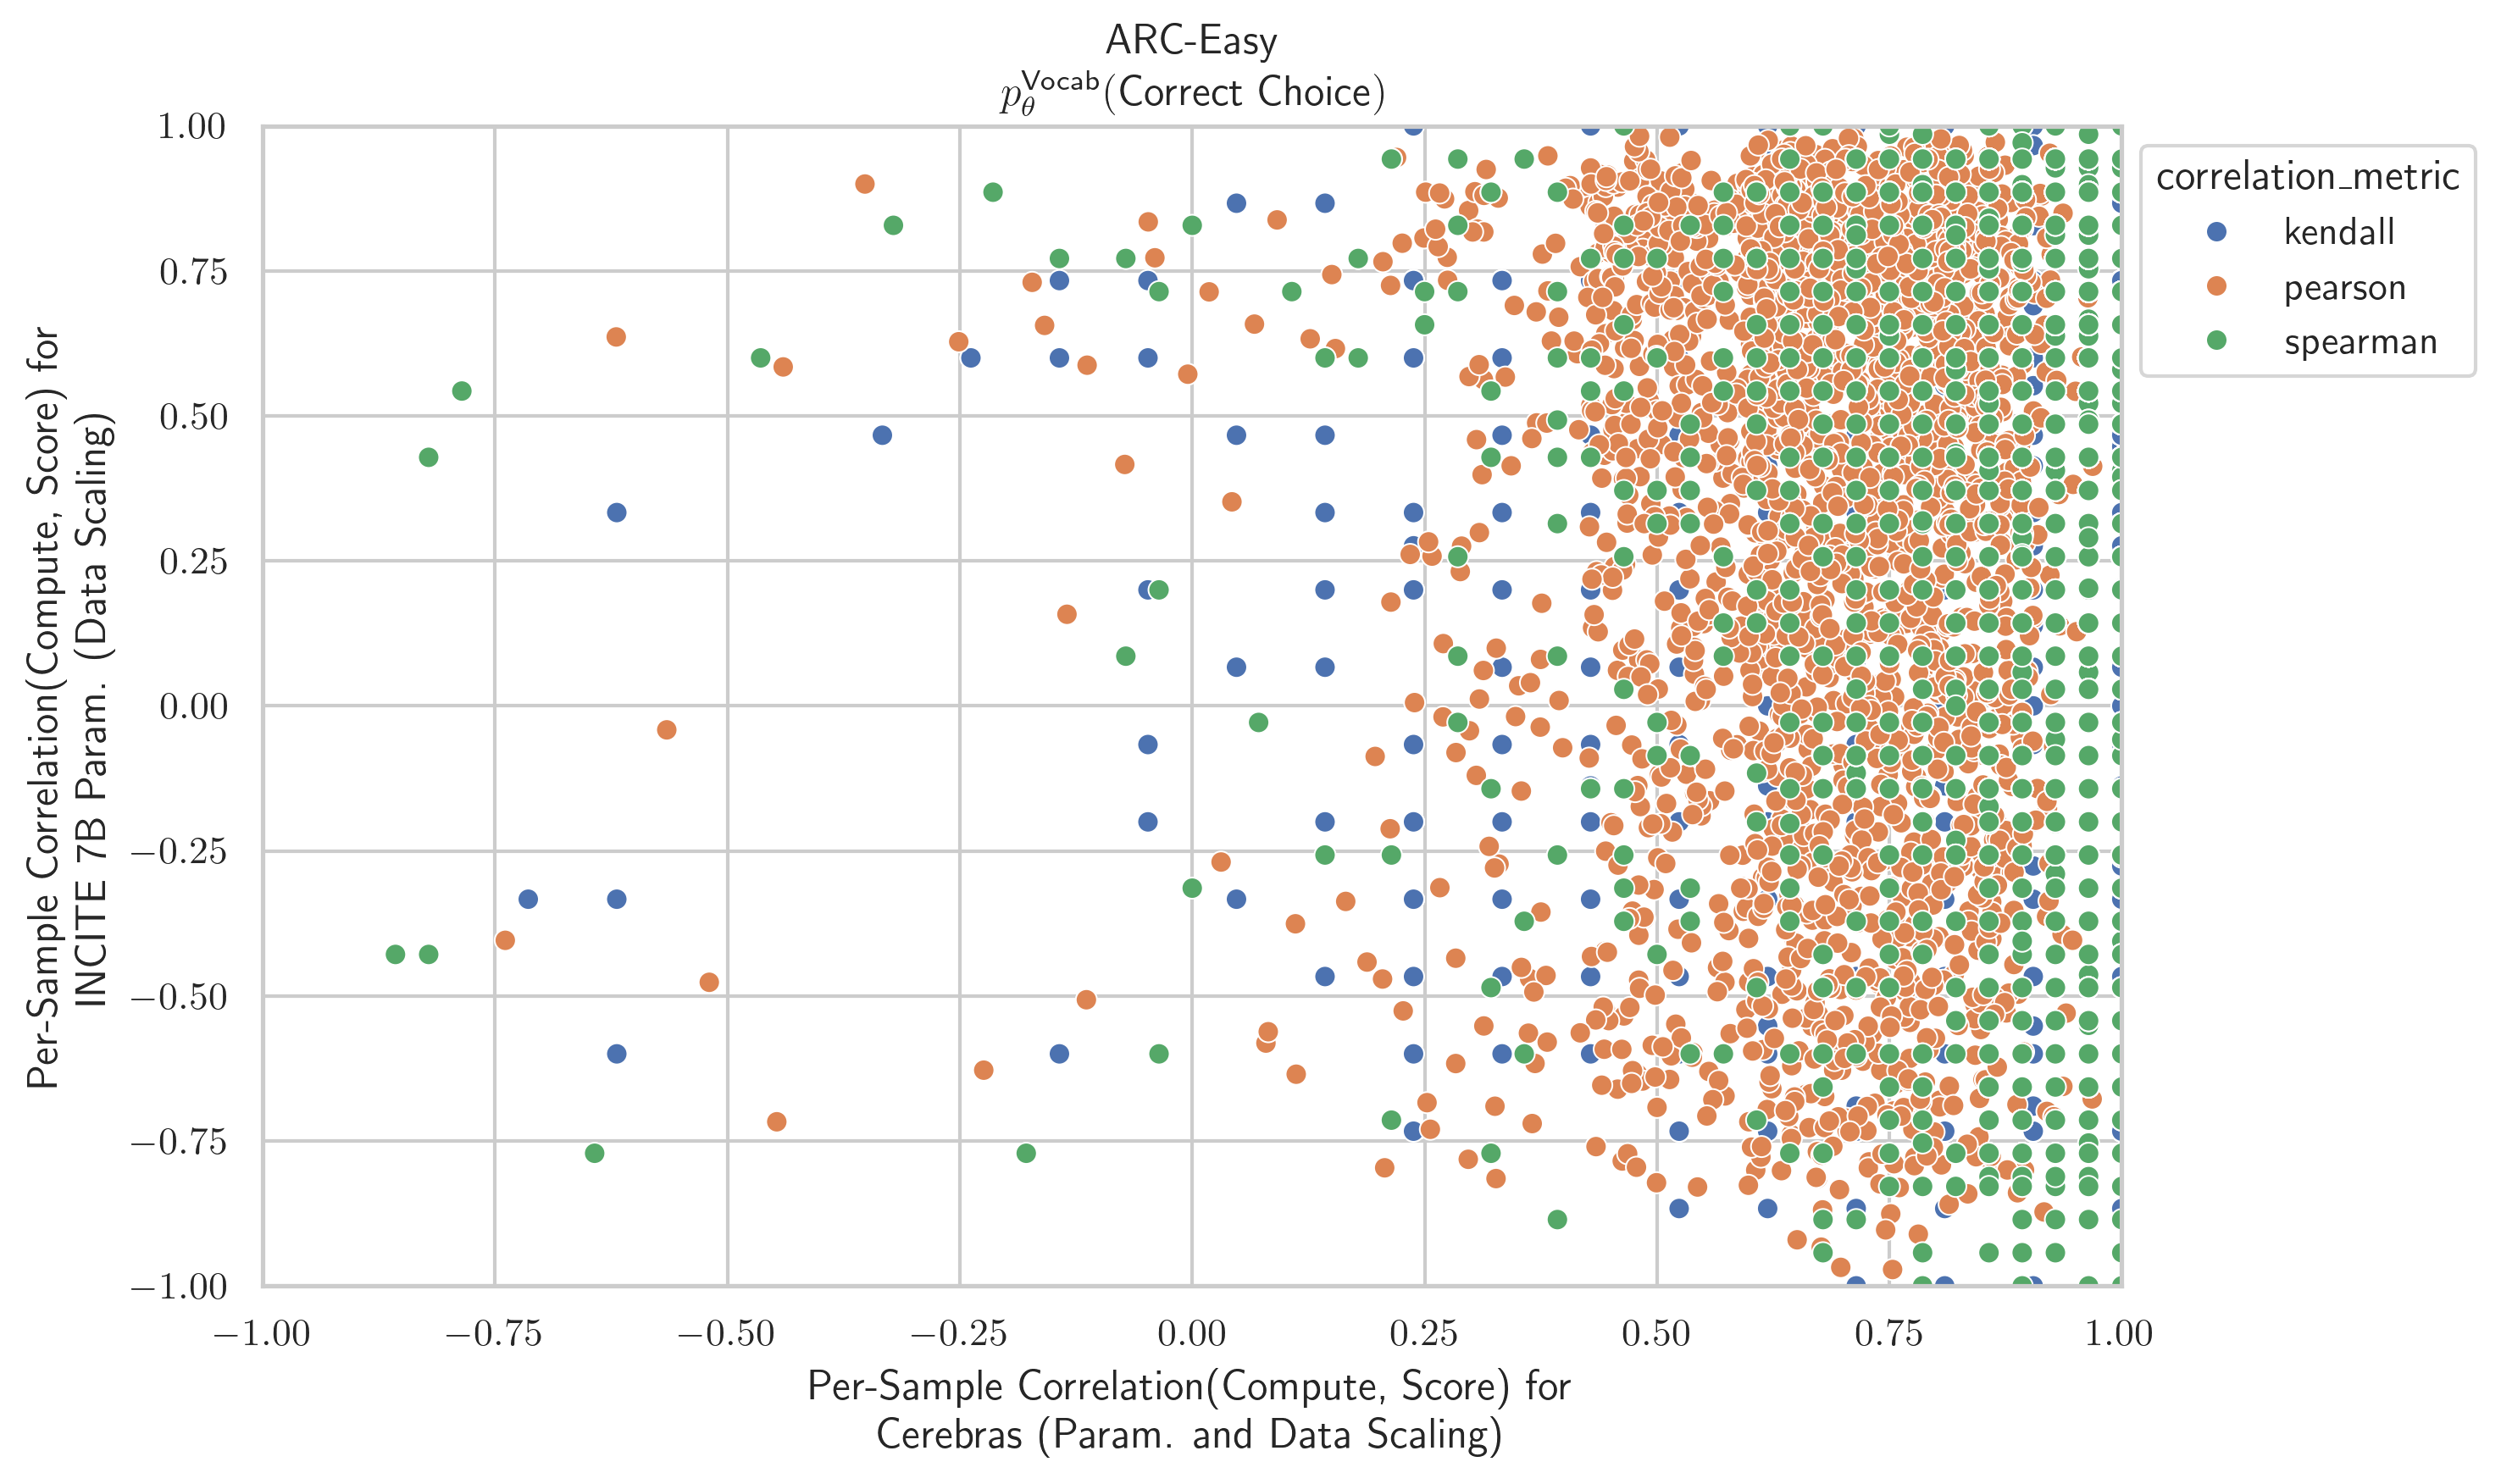 ARC-Easy
p_θ^Vocab(Correct Choice)
Per-Sample Correlation(Compute, Score) for
INCITE 7B Param. (Data Scaling)
1.00
0.75
0.50
0.25
0.00
−0.25
−0.50
−0.75
−1.00
−1.00 −0.75 −0.50 −0.25 0.00 0.25 0.50 0.75 1.00
Per-Sample Correlation(Compute, Score) for
Cerebras (Param. and Data Scaling)
correlation_metric
kendall
pearson
spearman